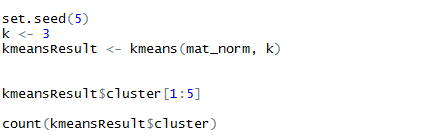 set.seed(5)
k <- 3
kmeansResult <- kmeans(mat_norm, k)
kmeansResult$cluster[1:5]
count(kmeansResult$cluster)